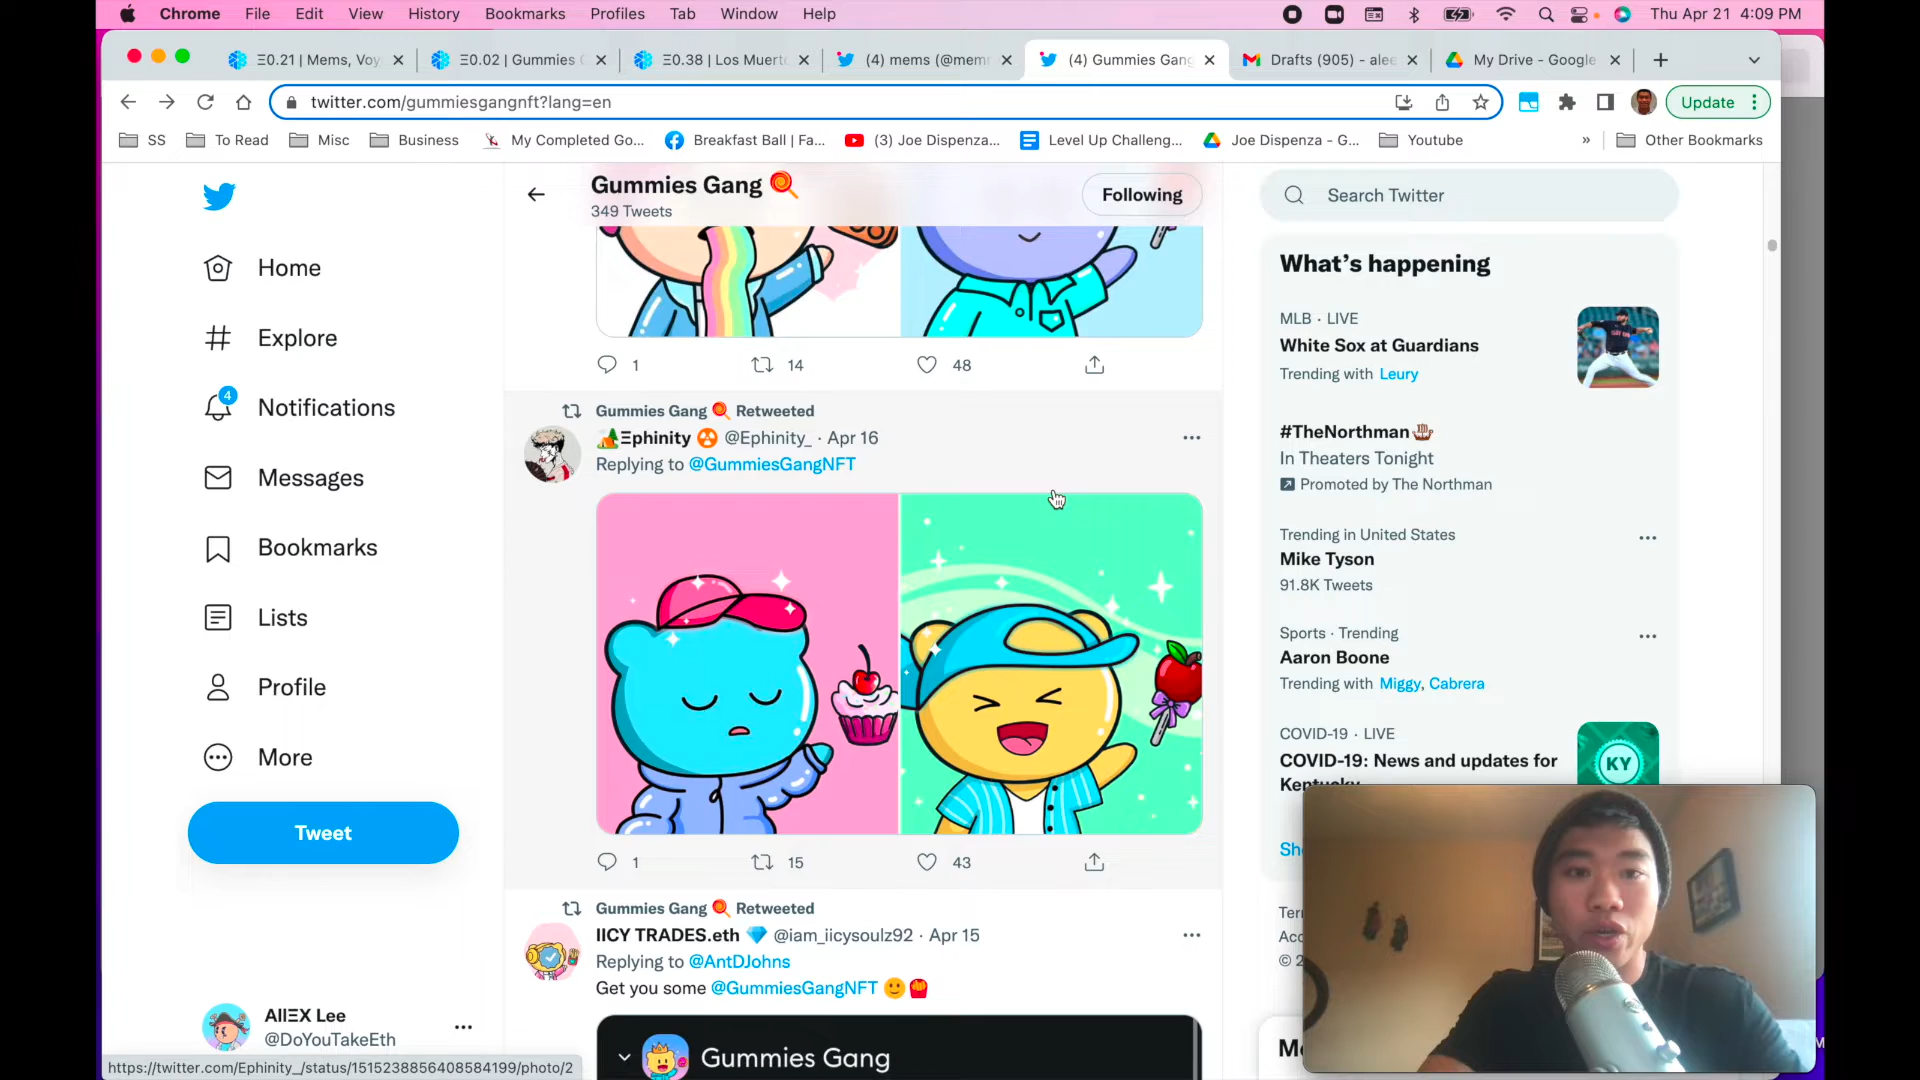 Chrome File Edit View History Bookmarks Profiles Tab Window Help Thu Apr 21 4:09 PM
Ξ0.21 | Mems, Voy Ξ0.02 | Gummies Ξ0.38 | Los Muert (4) mems (@mem (4) Gummies Gang Drafts (905) - alee My Drive - Google
twitter.com/gummiesgangnft?lang=en Update
SS To Read Misc Business My Completed Go... Breakfast Ball | Fa... (3) Joe Dispenza... Level Up Challeng... Joe Dispenza - G... Youtube » Other Bookmarks
Home
Explore
4
Notifications
Messages
Bookmarks
Lists
Profile
More
Tweet
AllΞX Lee
@DoYouTakeEth
https://twitter.com/Ephinity_/status/1515238856408584199/photo/2
Gummies Gang
349 Tweets
Following
1 14 48
Gummies Gang Retweeted
Ξphinity @Ephinity_ · Apr 16
Replying to @GummiesGangNFT
1 15 43
Gummies Gang Retweeted
IICY TRADES.eth @iam_iicysoulz92 · Apr 15
Replying to @AntDJohns
Get you some @GummiesGangNFT
Gummies Gang
Search Twitter
What's happening
MLB · LIVE
White Sox at Guardians
Trending with Leury
#TheNorthman
In Theaters Tonight
Promoted by The Northman
Trending in United States
Mike Tyson
91.8K Tweets
Sports · Trending
Aaron Boone
Trending with Miggy, Cabrera
COVID-19 · LIVE
COVID-19: News and updates for
Kentucky
KY